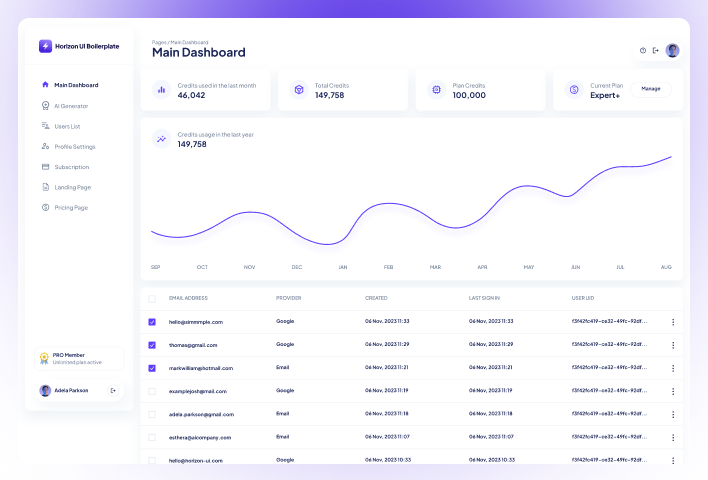 Horizon UI Boilerplate
Main Dashboard
AI Generator
Users List
Profile Settings
Subscription
Landing Page
Pricing Page
PRO Member
Unlimited plan active
Adela Parkson
Pages / Main Dashboard
Main Dashboard
Credits used in the last month
46,042
Total Credits
149,758
Plan Credits
100,000
Current Plan
Expert+
Manage
Credits usage in the last year
149,758
SEP OCT NOV DEC JAN FEB MAR APR MAY JUN JUL AUG
EMAIL ADDRESS PROVIDER CREATED LAST SIGN IN USER UID
hello@simmmple.com Google 06 Nov, 2023 11:33 06 Nov, 2023 11:33 f3f42fc419-ce32-49fc-92df...
thomas@gmail.com Google 06 Nov, 2023 11:29 06 Nov, 2023 11:29 f3f42fc419-ce32-49fc-92df...
markwilliam@hotmail.com Email 06 Nov, 2023 11:21 06 Nov, 2023 11:21 f3f42fc419-ce32-49fc-92df...
examplejosh@mail.com Google 06 Nov, 2023 11:19 06 Nov, 2023 11:19 f3f42fc419-ce32-49fc-92df...
adela.parkson@gmail.com Email 06 Nov, 2023 11:18 06 Nov, 2023 11:18 f3f42fc419-ce32-49fc-92df...
esthera@aicompany.com Email 06 Nov, 2023 11:07 06 Nov, 2023 11:07 f3f42fc419-ce32-49fc-92df...
hello@horizon-ui.com Google 06 Nov, 2023 10:33 06 Nov, 2023 10:33 f3f42fc419-ce32-49fc-92df...